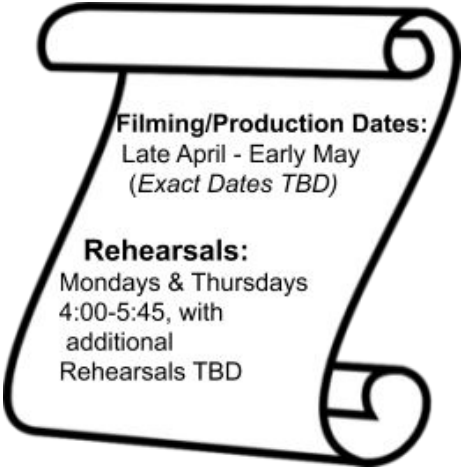 Filming/Production Dates:
Late April - Early May
(Exact Dates TBD)
Rehearsals:
Mondays & Thursdays
4:00-5:45, with
additional
Rehearsals TBD